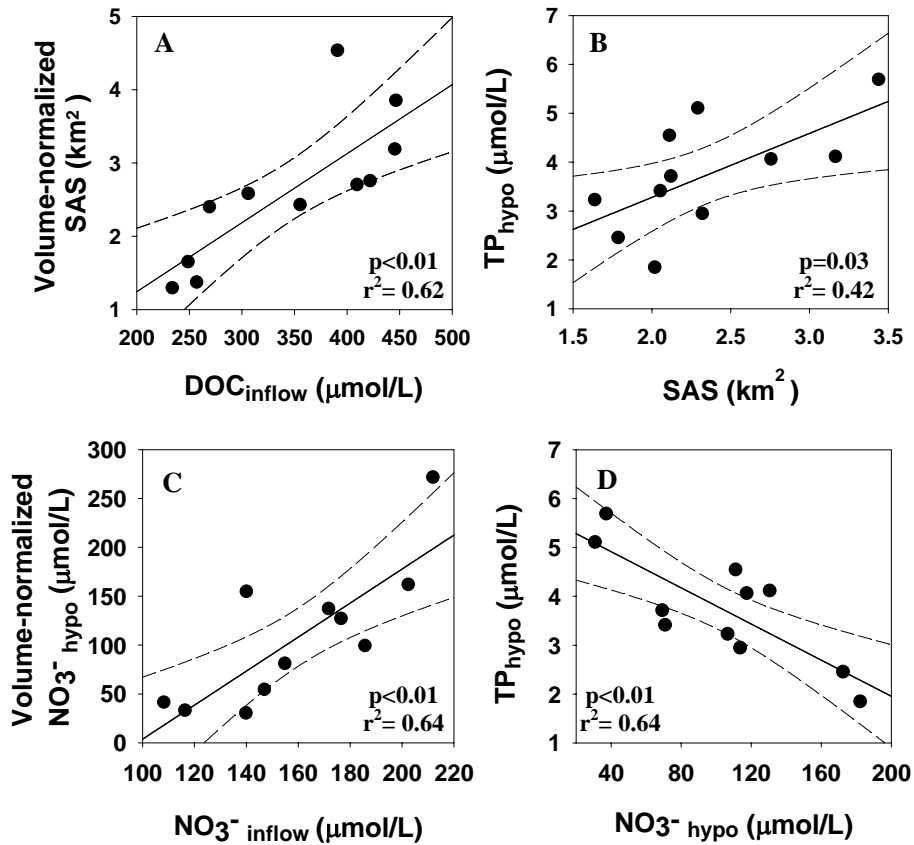 A
Volume-normalized
SAS (km²)
5
4
3
2
1
200 250 300 350 400 450 500
DOCinflow (μmol/L)
p<0.01
r²= 0.62
B
TPhypo (μmol/L)
7
6
5
4
3
2
1
0
1.5 2.0 2.5 3.0 3.5
SAS (km²)
p=0.03
r²= 0.42
C
Volume-normalized
NO3⁻ hypo (μmol/L)
300
250
200
150
100
50
0
100 120 140 160 180 200 220
NO3⁻ inflow (μmol/L)
p<0.01
r²= 0.64
D
TPhypo (μmol/L)
7
6
5
4
3
2
1
40 80 120 160 200
NO3⁻ hypo (μmol/L)
p<0.01
r²= 0.64